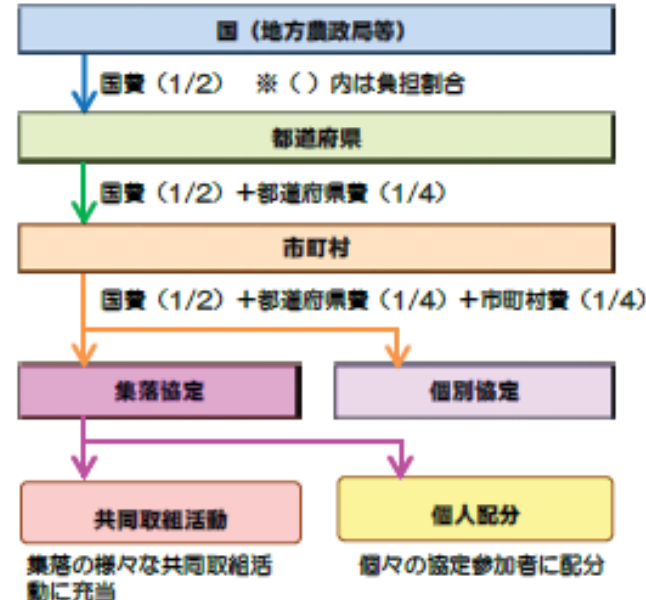 国（地方農政局等）
国費（1/2）　※（）内は負担割合
都道府県
国費（1/2）＋都道府県費（1/4）
市町村
国費（1/2）＋都道府県費（1/4）＋市町村費（1/4）
集落協定
個別協定
共同取組活動
個人配分
集落の様々な共同取組活
動に充当
個々の協定参加者に配分